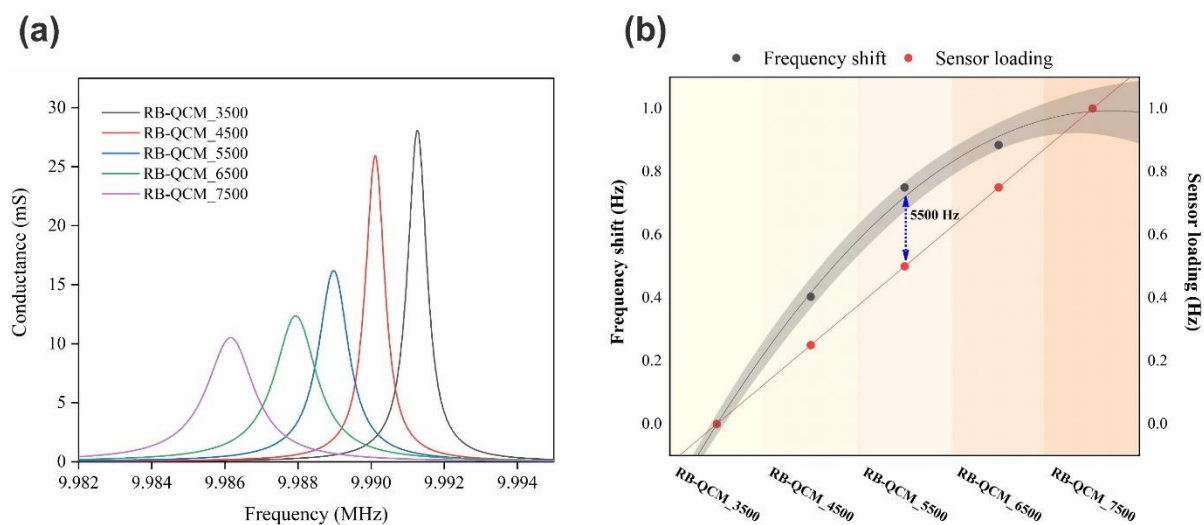 (a)
30
25
20
15
10
5
0
Conductance (mS)
RB-QCM_3500
RB-QCM_4500
RB-QCM_5500
RB-QCM_6500
RB-QCM_7500
9.982 9.984 9.986 9.988 9.990 9.992 9.994
Frequency (MHz)
(b)
Frequency shift Sensor loading
1.0
0.8
0.6
0.4
0.2
0.0
Frequency shift (Hz)
5500 Hz
1.0
0.8
0.6
0.4
0.2
0.0
Sensor loading (Hz)
RB-QCM_3500
RB-QCM_4500
RB-QCM_5500
RB-QCM_6500
RB-QCM_7500